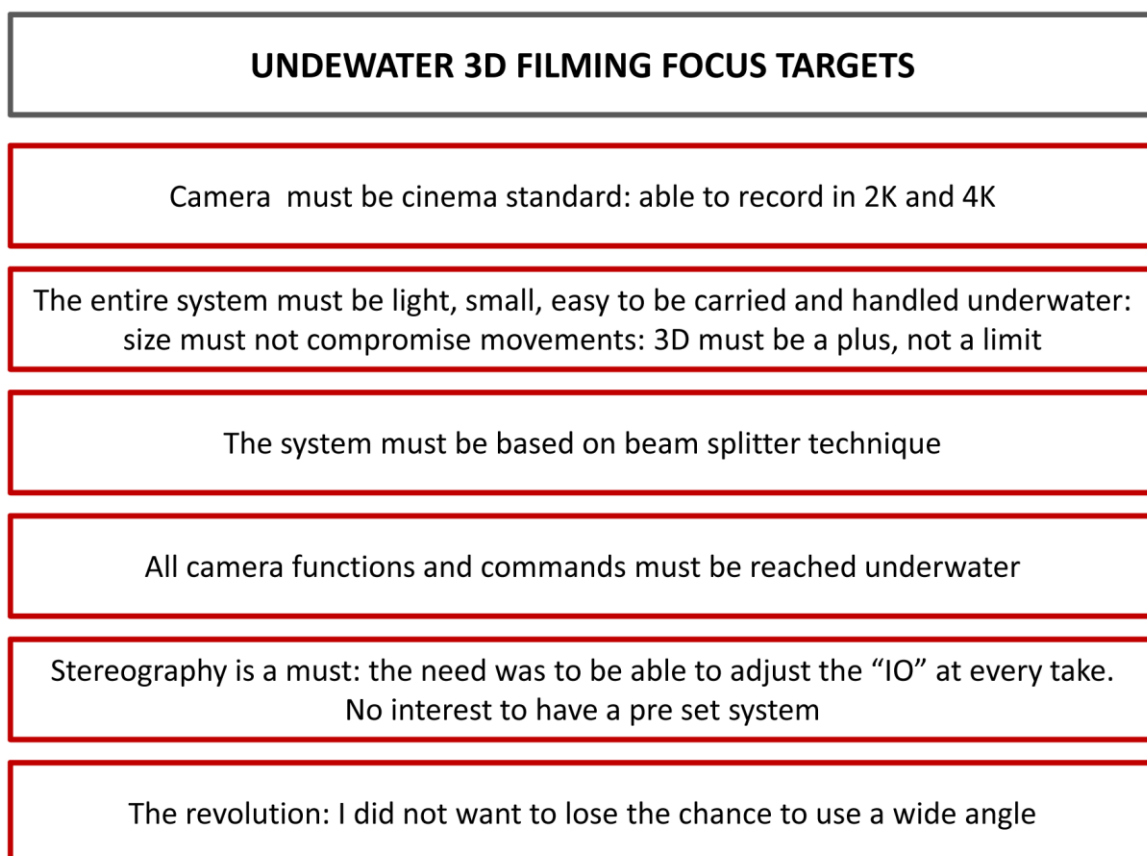 UNDEWATER 3D FILMING FOCUS TARGETS
Camera  must be cinema standard: able to record in 2K and 4K
The entire system must be light, small, easy to be carried and handled underwater:
size must not compromise movements: 3D must be a plus, not a limit
The system must be based on beam splitter technique
All camera functions and commands must be reached underwater
Stereography is a must: the need was to be able to adjust the “IO” at every take.
No interest to have a pre set system
The revolution: I did not want to lose the chance to use a wide angle